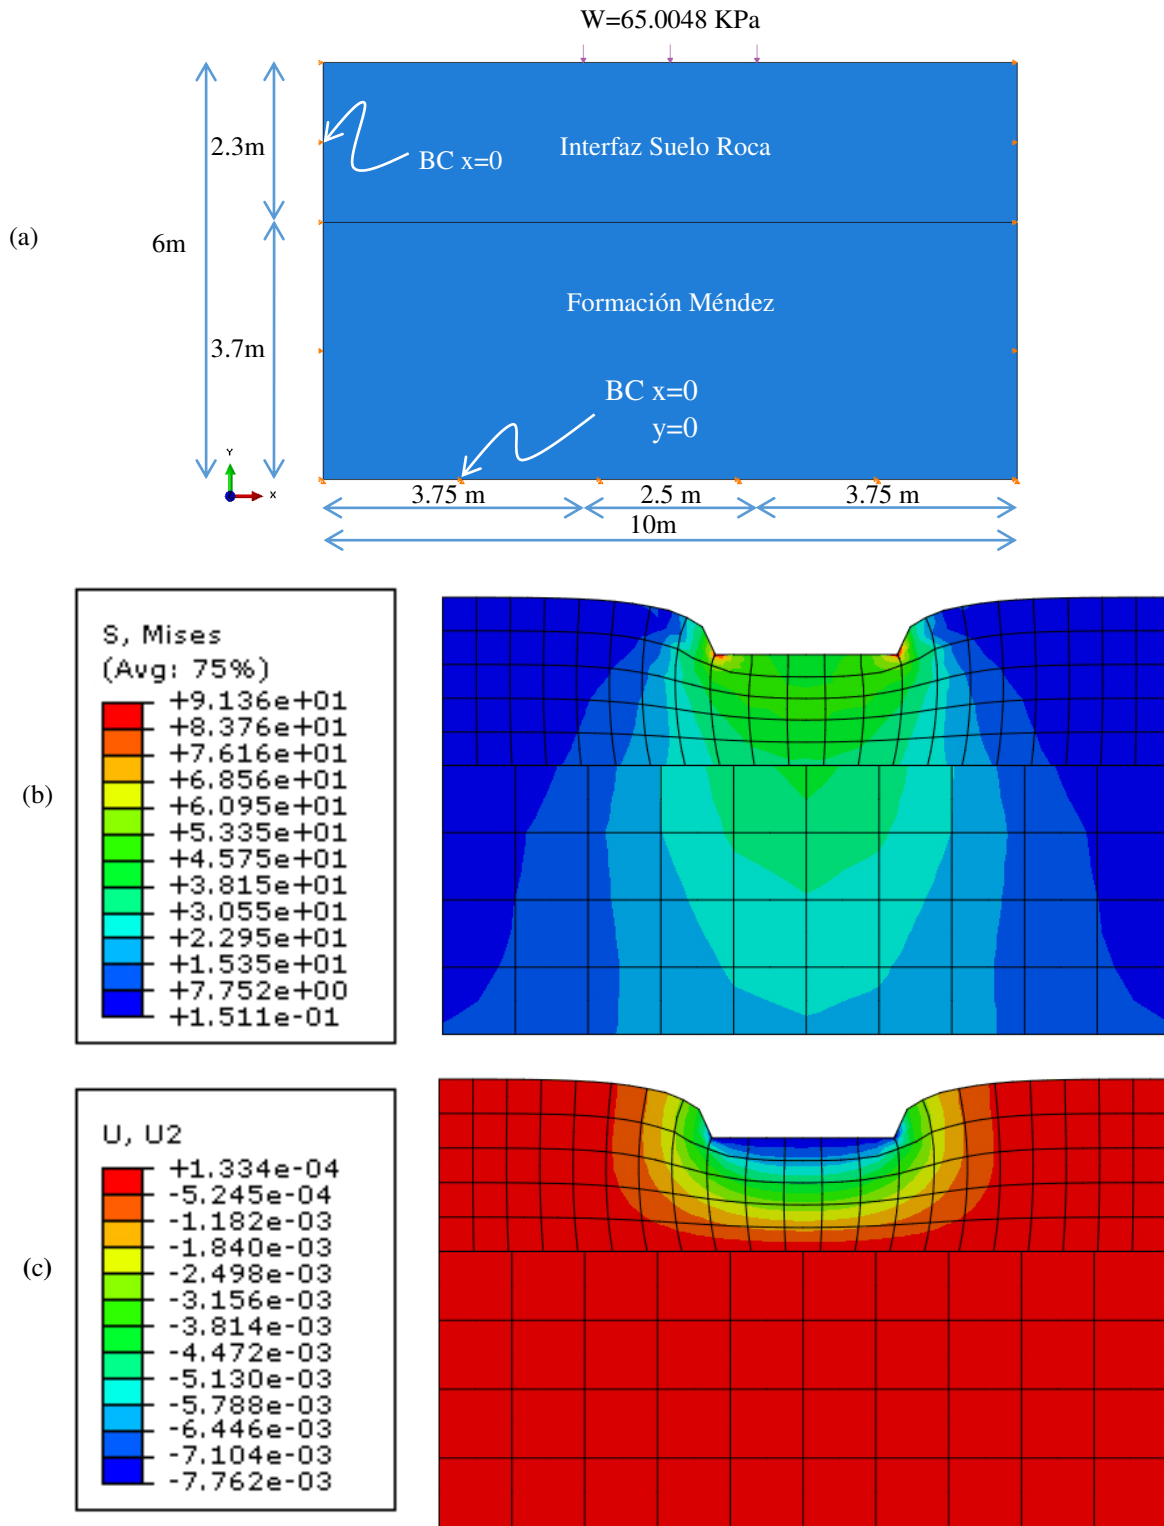 W=65.0048 KPa
2.3m
Interfaz Suelo Roca
BC x=0
(a)
6m
Formación Méndez
3.7m
BC x=0
y=0
Y
X
3.75 m
2.5 m
3.75 m
10m
S, Mises
(Avg: 75%)
+9.136e+01
+8.376e+01
+7.616e+01
+6.856e+01
+6.095e+01
+5.335e+01
+4.575e+01
+3.815e+01
+3.055e+01
+2.295e+01
+1.535e+01
+7.752e+00
+1.511e-01
(b)
U, U2
+1.334e-04
-5.245e-04
-1.182e-03
-1.840e-03
-2.498e-03
-3.156e-03
-3.814e-03
-4.472e-03
-5.130e-03
-5.788e-03
-6.446e-03
-7.104e-03
-7.762e-03
(c)